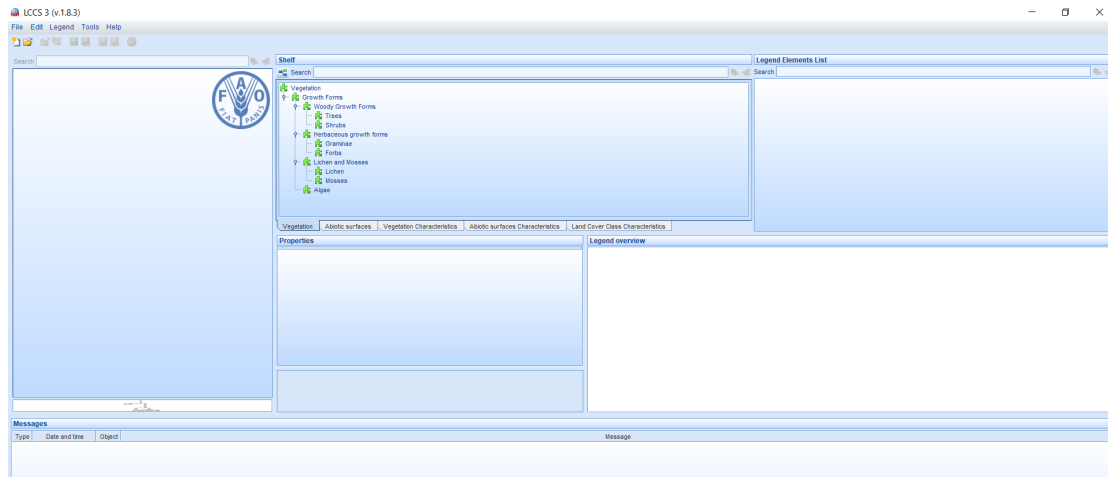 LCCS 3 (v.1.8.3)
File Edit Legend Tools Help
Search
FAO
FIAT PANIS
Shelf
Search
Vegetation
Growth Forms
Woody Growth Forms
Trees
Shrubs
Herbaceous growth forms
Graminae
Forbs
Lichen and Mosses
Lichen
Mosses
Algae
Vegetation Abiotic surfaces Vegetation Characteristics Abiotic surfaces Characteristics Land Cover Class Characteristics
Legend Elements List
Search
Properties
Legend overview
Messages
Type Date and time Object Message